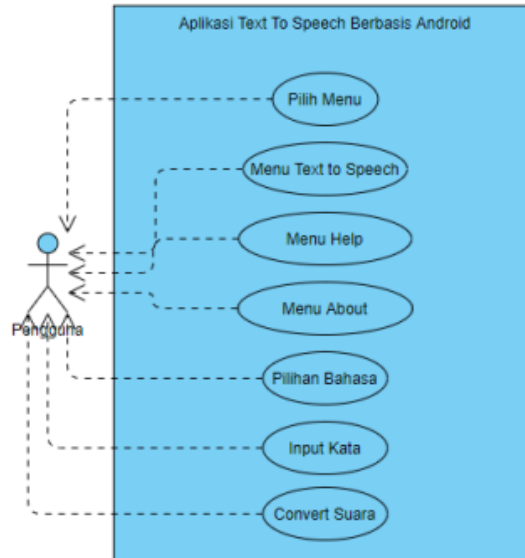 Aplikasi Text To Speech Berbasis Android
Pilih Menu
Menu Text to Speech
Menu Help
Menu About
Pengguna
Pilihan Bahasa
Input Kata
Convert Suara